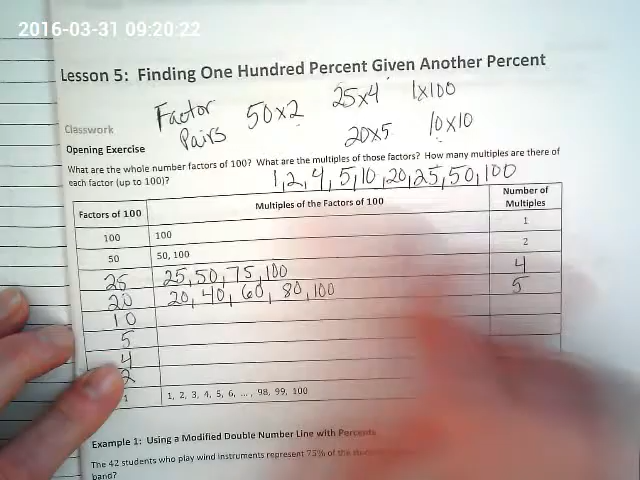 2016-03-31 09:20:22
Lesson 5: Finding One Hundred Percent Given Another Percent
Factor Pairs 50x2 25x4 1x100
20x5 10x10
Classwork
Opening Exercise
What are the whole number factors of 100? What are the multiples of those factors? How many multiples are there of
each factor (up to 100)?
1,2,4,5,10,20,25,50,100
Factors of 100 Multiples of the Factors of 100 Number of Multiples
100 100 1
50 50, 100 2
25 25,50,75,100 4
20 20,40,60,80,100 5
10
5
4
2
1 1, 2, 3, 4, 5, 6, ... , 98, 99, 100
Example 1: Using a Modified Double Number Line with Percents
The 42 students who play wind instruments represent 75% of the
band?